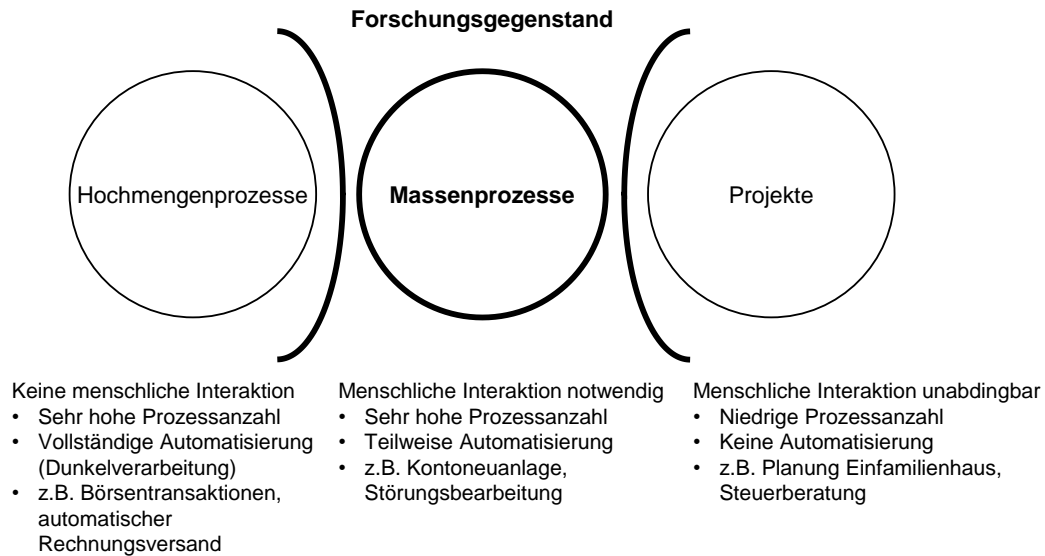 Forschungsgegenstand
Hochmengenprozesse
Massenprozesse
Projekte
Keine menschliche Interaktion
• Sehr hohe Prozessanzahl
• Vollständige Automatisierung
(Dunkelverarbeitung)
• z.B. Börsentransaktionen,
automatischer
Rechnungsversand
Menschliche Interaktion notwendig
• Sehr hohe Prozessanzahl
• Teilweise Automatisierung
• z.B. Kontoneuanlage,
Störungsbearbeitung
Menschliche Interaktion unabdingbar
• Niedrige Prozessanzahl
• Keine Automatisierung
• z.B. Planung Einfamilienhaus,
Steuerberatung